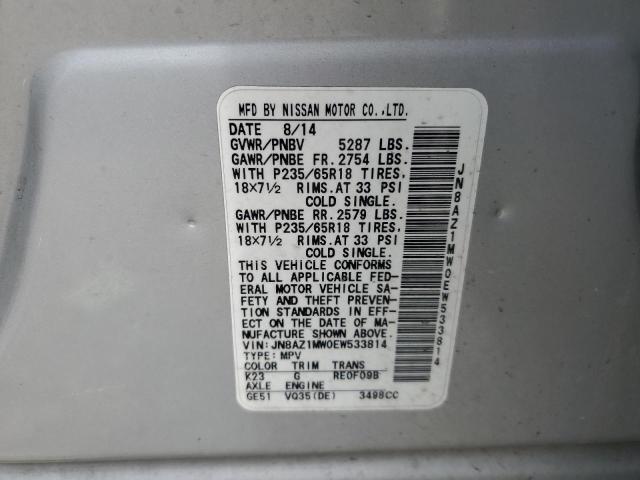 MFD BY NISSAN MOTOR CO.,LTD.
DATE 8/14
GVWR/PNBV 5287 LBS.
GAWR/PNBE FR. 2754 LBS.
WITH P235/65R18 TIRES,
18×7½ RIMS.AT 33 PSI
COLD SINGLE.
GAWR/PNBE RR. 2579 LBS.
WITH P235/65R18 TIRES,
18×7½ RIMS.AT 33 PSI
COLD SINGLE.
THIS VEHICLE CONFORMS
TO ALL APPLICABLE FED-
ERAL MOTOR VEHICLE SA-
FETY AND THEFT PREVEN-
TION STANDARDS IN EFF-
ECT ON THE DATE OF MA-
NUFACTURE SHOWN ABOVE.
VIN:JN8AZ1MW0EW533814
TYPE:MPV
COLOR TRIM TRANS
K23 G RE0F09B
AXLE ENGINE
GE51 VQ35(DE) 3498CC
JN8AZ1MW0EW533814